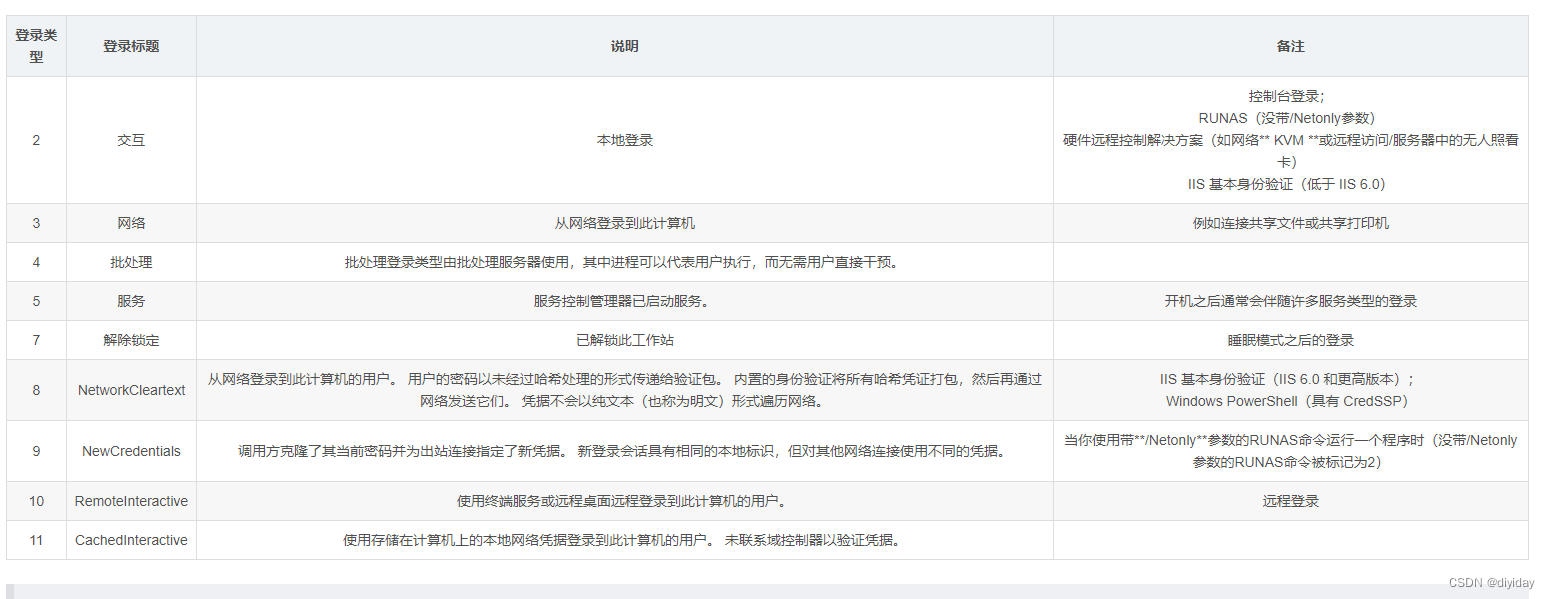 登录类型 登录标题 说明 备注
2 交互 本地登录 控制台登录；
RUNAS（没带/Netonly参数）
硬件远程控制解决方案（如网络** KVM **或远程访问/服务器中的无人照看
卡）
IIS 基本身份验证（低于 IIS 6.0）
3 网络 从网络登录到此计算机 例如连接共享文件或共享打印机
4 批处理 批处理登录类型由批处理服务器使用，其中进程可以代表用户执行，而无需用户直接干预。
5 服务 服务控制管理器已启动服务。 开机之后通常会伴随许多服务类型的登录
7 解除锁定 已解锁此工作站 睡眠模式之后的登录
8 NetworkCleartext 从网络登录到此计算机的用户。 用户的密码以未经过哈希处理的形式传递给验证包。 内置的身份验证将所有哈希凭证打包，然后再通过
网络发送它们。 凭据不会以纯文本（也称为明文）形式遍历网络。
IIS 基本身份验证（IIS 6.0 和更高版本）；
Windows PowerShell（具有 CredSSP）
9 NewCredentials 调用方克隆了其当前密码并为出站连接指定了新凭据。 新登录会话具有相同的本地标识，但对其他网络连接使用不同的凭据。
当你使用带**/Netonly**参数的RUNAS命令运行一个程序时（没带/Netonly
参数的RUNAS命令被标记为2）
10 RemoteInteractive 使用终端服务或远程桌面远程登录到此计算机的用户。 远程登录
11 CachedInteractive 使用存储在计算机上的本地网络凭据登录到此计算机的用户。 未联系域控制器以验证凭据。
CSDN @diyiday